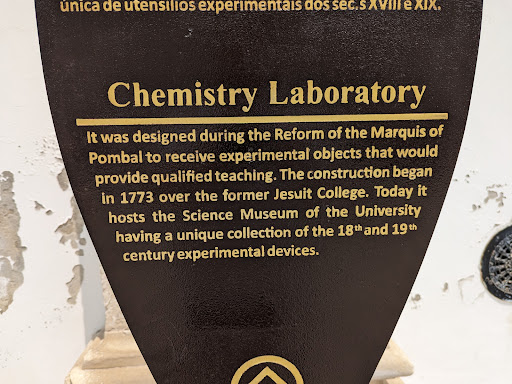 única de utensílios experimentais dos séc.s XVIII e XIX.
Chemistry Laboratory
It was designed during the Reform of the Marquis of
Pombal to receive experimental objects that would
provide qualified teaching. The construction began
in 1773 over the former Jesuit College. Today it
hosts the Science Museum of the University
having a unique collection of the 18th and 19th
century experimental devices.